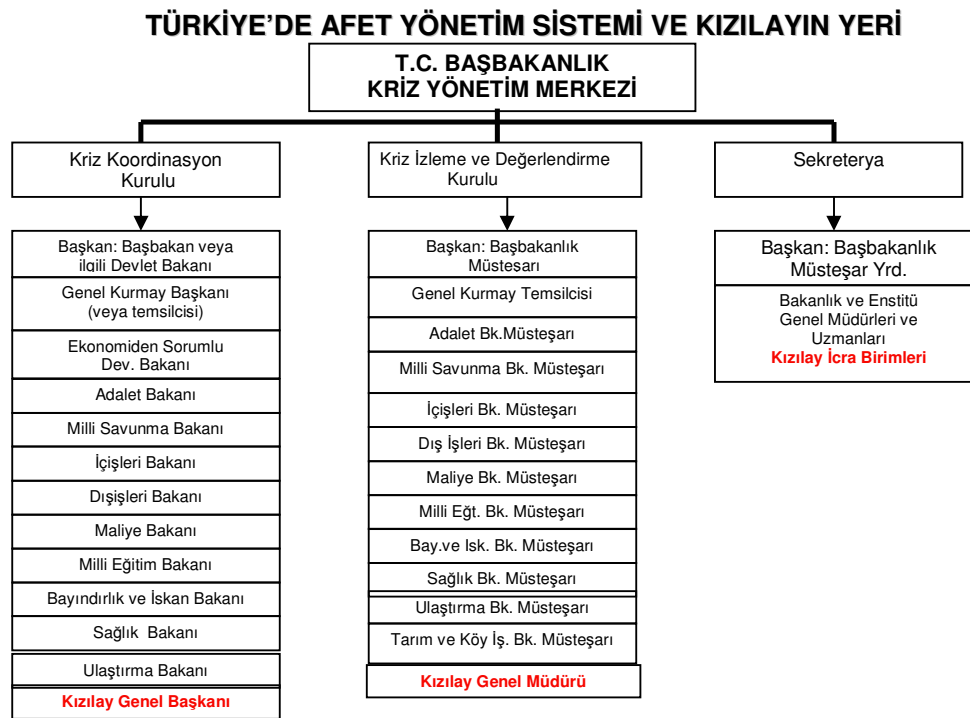 TÜRKİYE'DE AFET YÖNETİM SİSTEMİ VE KIZILAYIN YERİ
T.C. BAŞBAKANLIK
KRİZ YÖNETİM MERKEZİ
Kriz Koordinasyon
Kurulu
Başkan: Başbakan veya
ilgili Devlet Bakanı
Genel Kurmay Başkanı
(veya temsilcisi)
Ekonomiden Sorumlu
Dev. Bakanı
Adalet Bakanı
Milli Savunma Bakanı
İçişleri Bakanı
Dışişleri Bakanı
Maliye Bakanı
Milli Eğitim Bakanı
Bayındırlık ve İskan Bakanı
Sağlık Bakanı
Ulaştırma Bakanı
Kızılay Genel Başkanı
Kriz İzleme ve Değerlendirme
Kurulu
Başkan: Başbakanlık
Müsteşarı
Genel Kurmay Temsilcisi
Adalet Bk.Müsteşarı
Milli Savunma Bk. Müsteşarı
İçişleri Bk. Müsteşarı
Dış İşleri Bk. Müsteşarı
Maliye Bk. Müsteşarı
Milli Eğt. Bk. Müsteşarı
Bay.ve Isk. Bk. Müsteşarı
Sağlık Bk. Müsteşarı
Ulaştırma Bk. Müsteşarı
Tarım ve Köy İş. Bk. Müsteşarı
Kızılay Genel Müdürü
Sekreterya
Başkan: Başbakanlık
Müsteşar Yrd.
Bakanlık ve Enstitü
Genel Müdürleri ve
Uzmanları
Kızılay İcra Birimleri